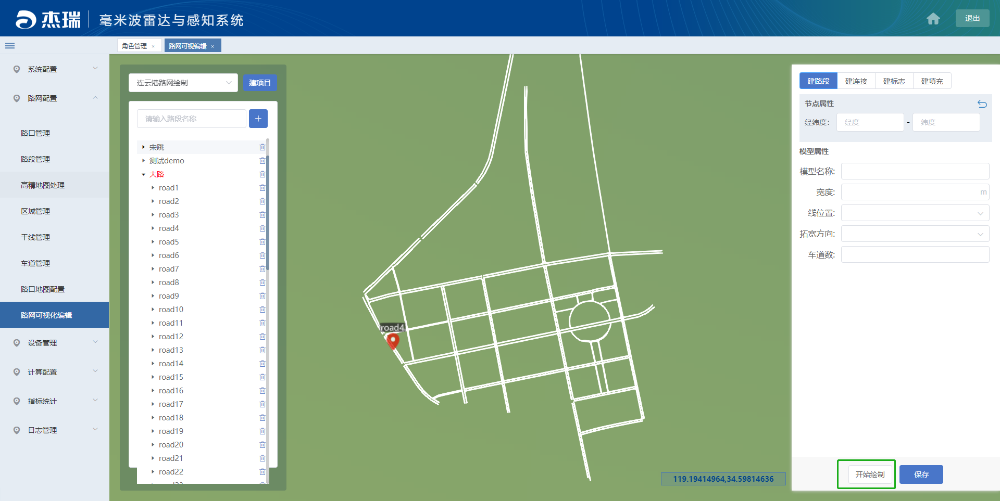 杰瑞 毫米波雷达与感知系统
退出
角色管理 ×
路网可视编辑 ×
系统配置
路网配置
路口管理
路段管理
高精地图处理
区域管理
干线管理
车道管理
路口地图配置
路网可视化编辑
设备管理
计算配置
指标统计
日志管理
连云港路网绘制
建项目
请输入路段名称
+
宋跳
测试demo
大路
road1
road2
road3
road4
road5
road6
road7
road8
road9
road10
road11
road12
road13
road14
road15
road16
road17
road18
road19
road20
road21
road22
road4
119.19414964,34.59814636
建路段 建连接 建标志 建填充
节点属性
经纬度: 经度 - 纬度
模型属性
模型名称:
宽度: m
线位置:
拓宽方向:
车道数:
开始绘制 保存